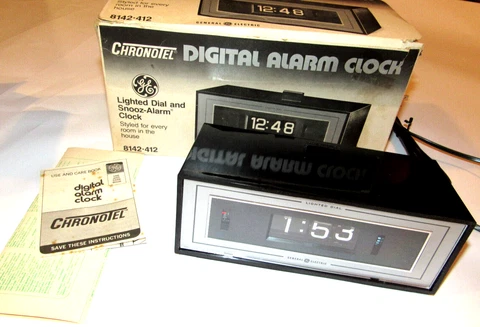 12:48
GENERAL ELECTRIC
8142-412
CHRONOTEL DIGITAL ALARM CLOCK
GE
Lighted Dial and
Snooz-Alarm
Clock
Styled for every
room in the
house
8142-412
12:48
USE AND CARE BOOK
digital
alarm
clock
CHRONOTEL
SAVE THESE INSTRUCTIONS
LIGHTED DIAL
1:53
GENERAL ELECTRIC